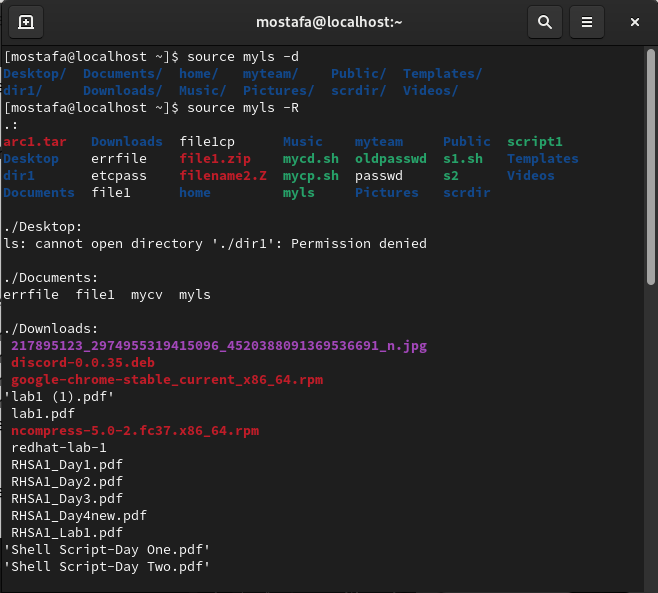 mostafa@localhost:~
[mostafa@localhost ~]$ source myls -d
Desktop/ Documents/ home/ myteam/ Public/ Templates/
dir1/ Downloads/ Music/ Pictures/ scrdir/ Videos/
[mostafa@localhost ~]$ source myls -R
.:
arc1.tar Downloads file1cp Music myteam Public script1
Desktop errfile file1.zip mycd.sh oldpasswd s1.sh Templates
dir1 etcpass filename2.Z mycp.sh passwd s2 Videos
Documents file1 home myls Pictures scrdir
./Desktop:
ls: cannot open directory './dir1': Permission denied
./Documents:
errfile file1 mycv myls
./Downloads:
217895123_2974955319415096_4520388091369536691_n.jpg
discord-0.0.35.deb
google-chrome-stable_current_x86_64.rpm
'lab1 (1).pdf'
lab1.pdf
ncompress-5.0-2.fc37.x86_64.rpm
redhat-lab-1
RHSA1_Day1.pdf
RHSA1_Day2.pdf
RHSA1_Day3.pdf
RHSA1_Day4new.pdf
RHSA1_Lab1.pdf
'Shell Script-Day One.pdf'
'Shell Script-Day Two.pdf'